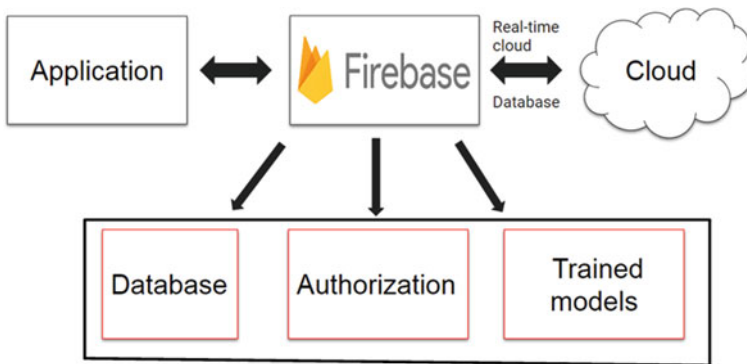 Application
Firebase
Real-time
cloud
Database
Cloud
Database
Authorization
Trained
models